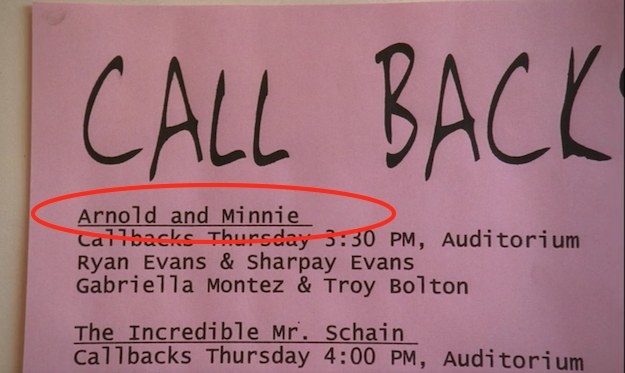 CALL BACK
Arnold and Minnie
Callbacks Thursday 3:30 PM, Auditorium
Ryan Evans & Sharpay Evans
Gabriella Montez & Troy Bolton
The Incredible Mr. Schain
Callbacks Thursday 4:00 PM, Auditorium